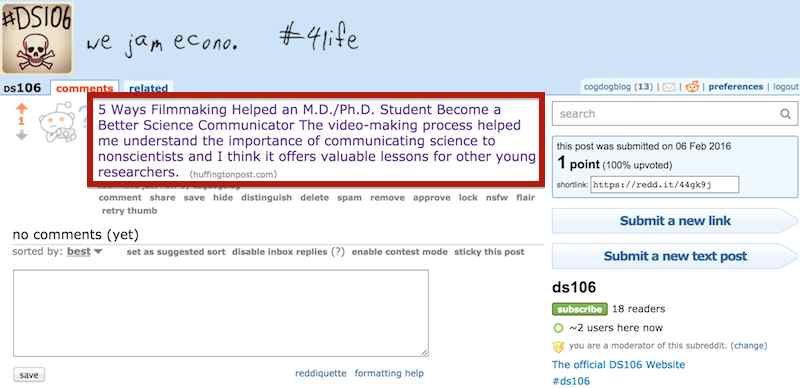 #DS106
we jam econo. #4life
DS106 comments related
cogdogblog (13) | | | preferences | logout
1
5 Ways Filmmaking Helped an M.D./Ph.D. Student Become a
Better Science Communicator The video-making process helped
me understand the importance of communicating science to
nonscientists and I think it offers valuable lessons for other young
researchers. (huffingtonpost.com)
comment share save hide distinguish delete spam remove approve lock nsfw flair
retry thumb
no comments (yet)
sorted by: best
set as suggested sort disable inbox replies (?) enable contest mode sticky this post
save
reddiquette formatting help
search
this post was submitted on 06 Feb 2016
1 point (100% upvoted)
shortlink: https://redd.it/44gk9j
Submit a new link
Submit a new text post
ds106
subscribe 18 readers
~2 users here now
you are a moderator of this subreddit. (change)
The official DS106 Website
#ds106